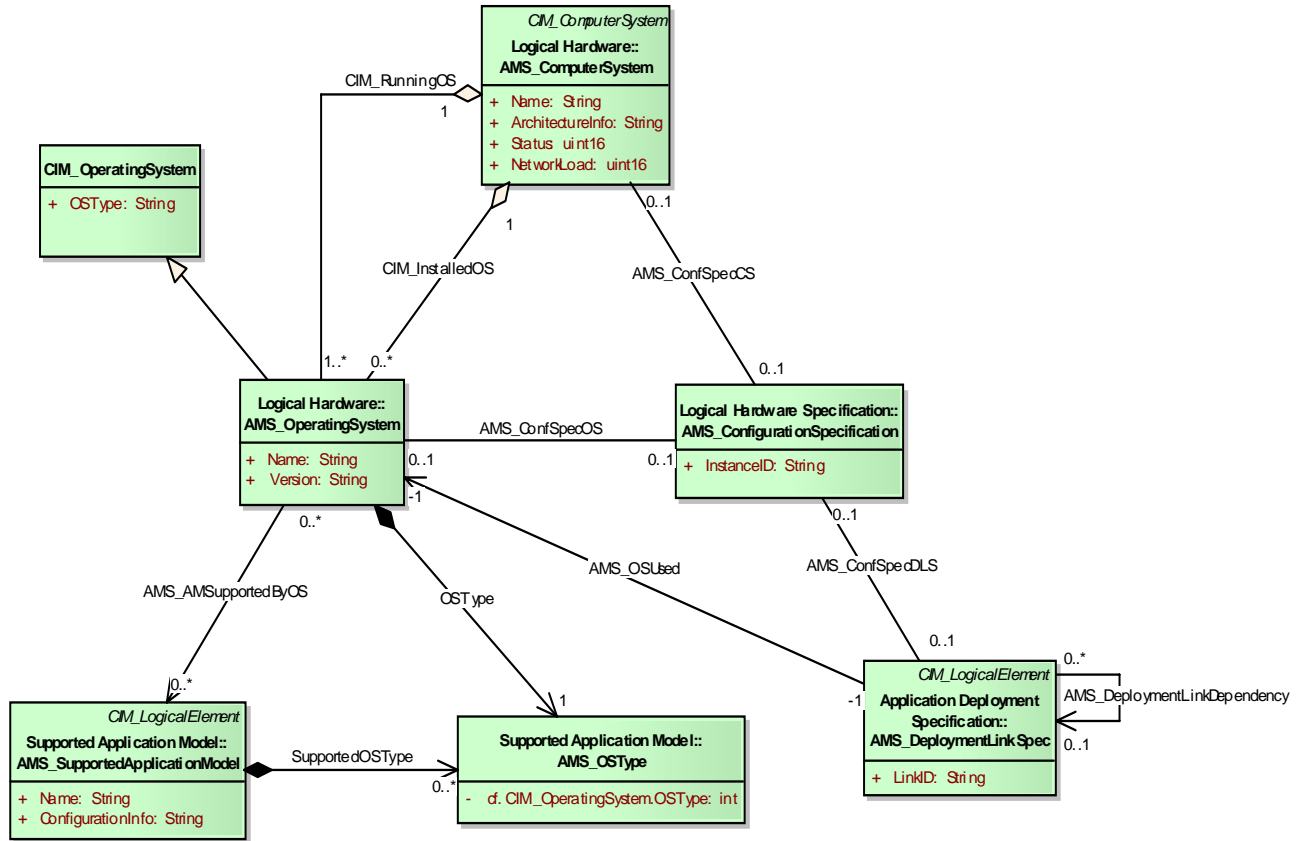 CIM_ComputerSystem
Logical Hardware::
AMS_ComputerSystem
+ Name: String
+ ArchitectureInfo: String
+ Status uint16
+ NetworkLoad: uint16
CIM_RunningOS
1
CIM_OperatingSystem
+ OSType: String
1
0..1
CIM_InstalledOS
AMS_ConfSpecCS
1..*
0..*
0..1
Logical Hardware::
AMS_OperatingSystem
+ Name: String
+ Version: String
AMS_ConfSpecOS
0..1
0..1
Logical Hardware Specification::
AMS_ConfigurationSpecification
+ InstanceID: String
-1
0..*
0..1
AMS_AMSupportedByOS
OSType
AMS_OSUsed
AMS_ConfSpecDLS
0..1
0..*
1
-1
CIM_LogicalElement
Application Deployment
Specification::
AMS_DeploymentLinkSpec
+ LinkID: String
0..*
AMS_DeploymentLinkDependency
0..1
CIM_LogicalElement
Supported Application Model::
AMS_SupportedApplicationModel
+ Name: String
+ ConfigurationInfo: String
SupportedOSType
0..*
Supported Application Model::
AMS_OSType
- cf. CIM_OperatingSystem.OSType: int